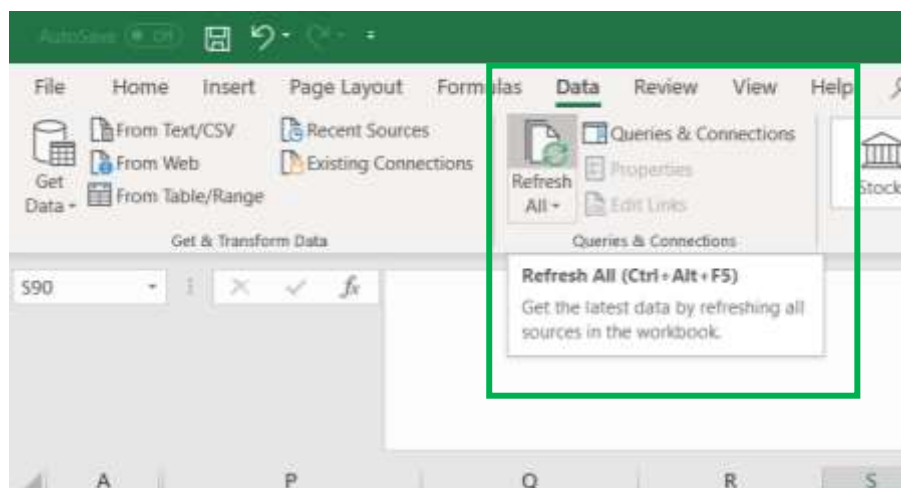 AutoSave Off
File Home Insert Page Layout Formulas Data Review View Help
From Text/CSV Recent Sources Queries & Connections
From Web Existing Connections Properties
Get Data From Table/Range Refresh All Edit Links Stock
Get & Transform Data Queries & Connections
S90 fx
Refresh All (Ctrl+Alt+F5)
Get the latest data by refreshing all
sources in the workbook.
A P Q R S